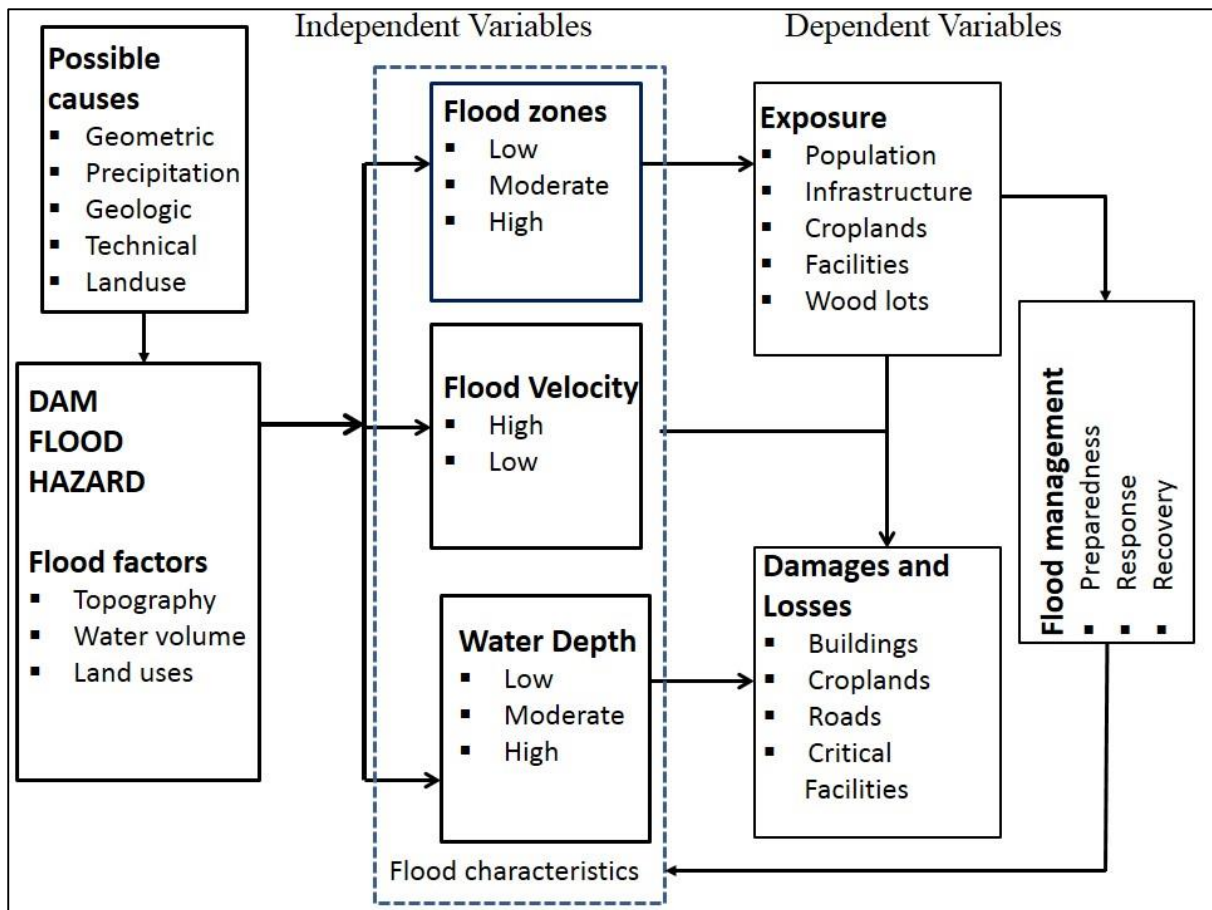 Independent Variables
Dependent Variables
Possible
causes
▪ Geometric
▪ Precipitation
▪ Geologic
▪ Technical
▪ Landuse
DAM
FLOOD
HAZARD
Flood factors
▪ Topography
▪ Water volume
▪ Land uses
Flood zones
▪ Low
▪ Moderate
▪ High
Flood Velocity
▪ High
▪ Low
Water Depth
▪ Low
▪ Moderate
▪ High
Flood characteristics
Exposure
▪ Population
▪ Infrastructure
▪ Croplands
▪ Facilities
▪ Wood lots
Damages and
Losses
▪ Buildings
▪ Croplands
▪ Roads
▪ Critical
Facilities
Flood management
▪ Preparedness
▪ Response
▪ Recovery